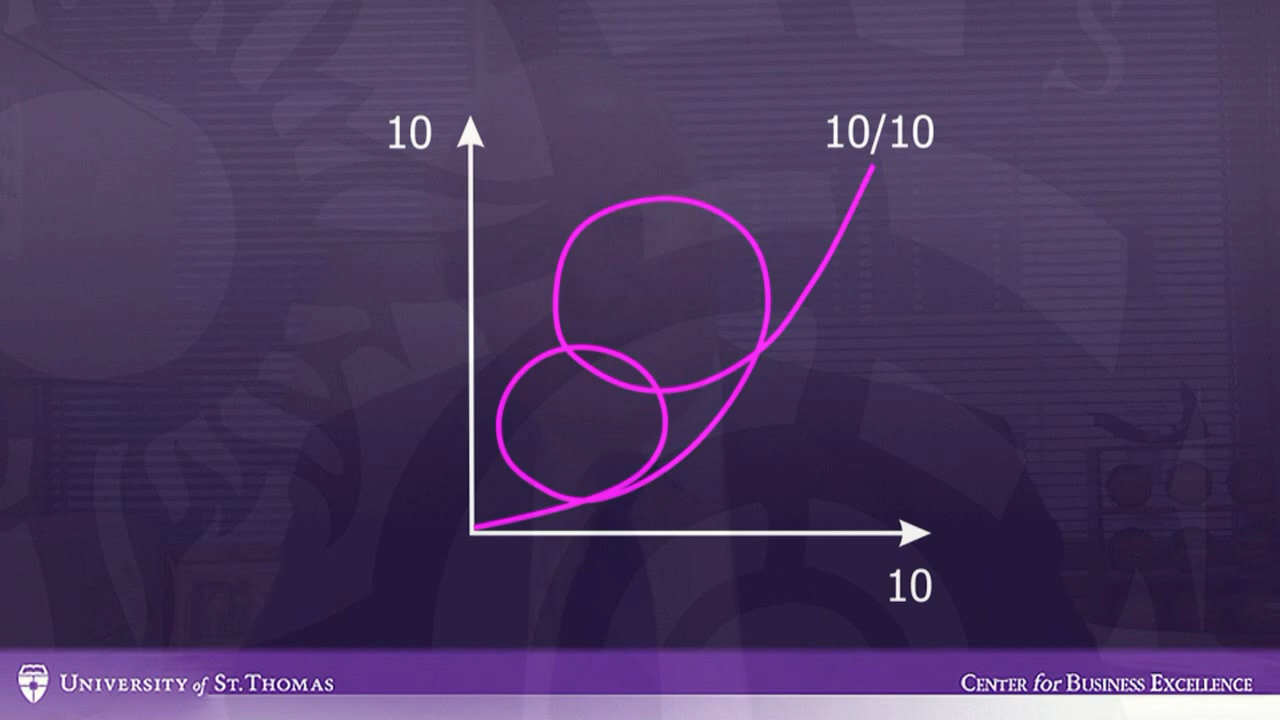 10
10/10
10
UNIVERSITY of ST. THOMAS
CENTER for BUSINESS EXCELLENCE